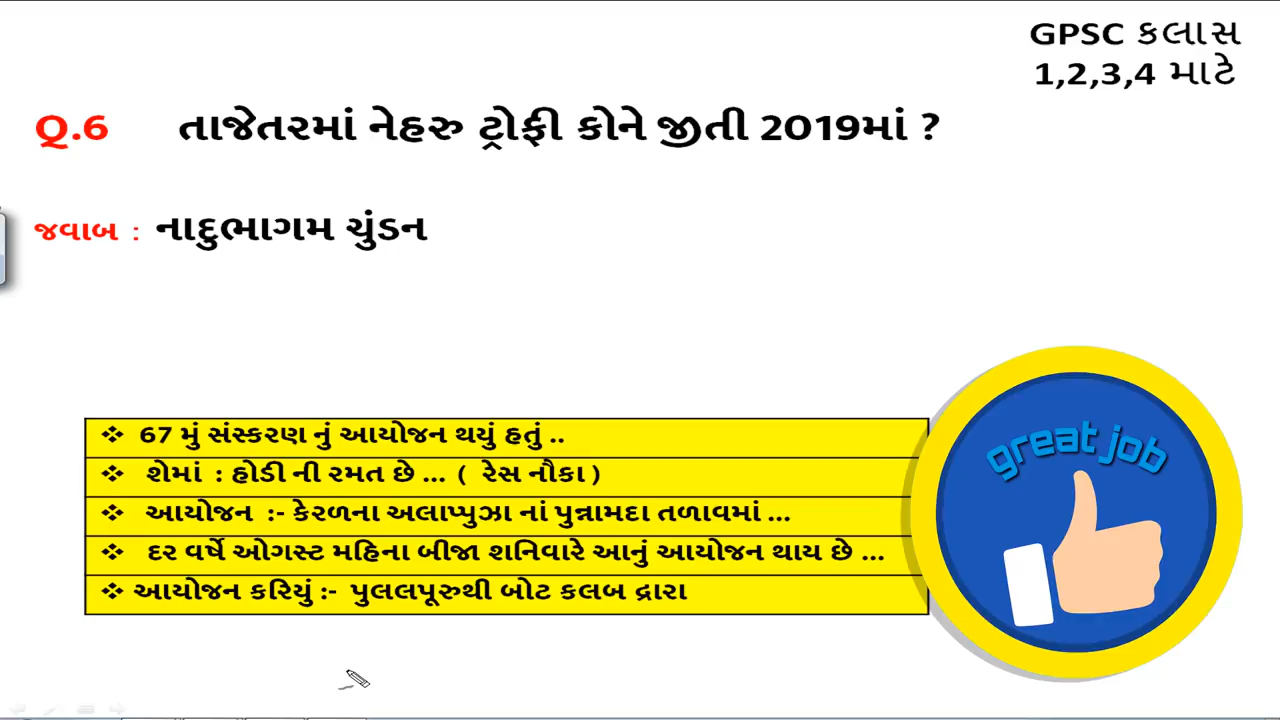 GPSC કલાસ
1,2,3,4 માટે
Q.6 તાજેતરમાં નેહરુ ટ્રોફી કોને જીતી 2019માં ?
જવાબ : નાદુભાગમ ચુંડન
❖ 67 મું સંસ્કરણ નું આયોજન થયું હતું ..
❖ શેમાં : હોડી ની રમત છે ... ( રેસ નૌકા )
❖ આયોજન :- કેરળના અલાપ્પુઝા નાં પુન્નામદા તળાવમાં ...
❖ દર વર્ષે ઓગસ્ટ મહિના બીજા શનિવારે આનું આયોજન થાય છે ...
❖ આયોજન કરિયું :- પુલલપૂરુથી બોટ કલબ દ્રારા
great job